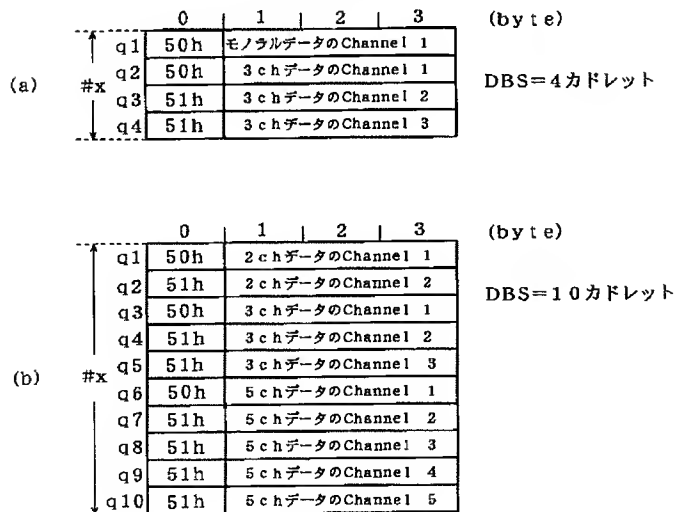 0 1 2 3 (byte)
q1 50h モノラルデータのChannel 1
q2 50h 3chデータのChannel 1
(a) #x DBS=4カドレット
q3 51h 3chデータのChannel 2
q4 51h 3chデータのChannel 3
0 1 2 3 (byte)
q1 50h 2chデータのChannel 1
q2 51h 2chデータのChannel 2
DBS=10カドレット
q3 50h 3chデータのChannel 1
q4 51h 3chデータのChannel 2
q5 51h 3chデータのChannel 3
(b) #x
q6 50h 5chデータのChannel 1
q7 51h 5chデータのChannel 2
q8 51h 5chデータのChannel 3
q9 51h 5chデータのChannel 4
q10 51h 5chデータのChannel 5